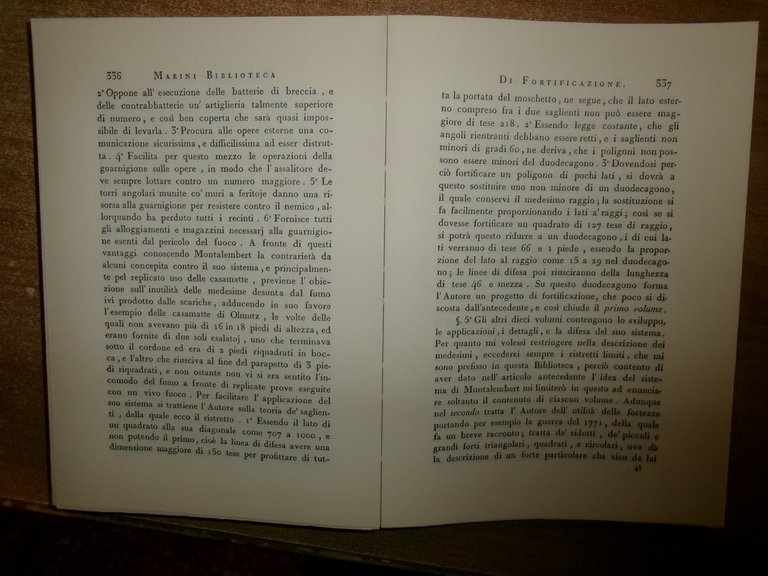 336 MARINI BIBLIOTECA
2° Oppone all' esecuzione delle batterie di breccia, e
delle contrabbatterie un' artiglieria talmente superiore
di numero, e così ben coperta che sarà quasi impos-
sibile di levarla. 3° Procura alle opere esterne una co-
municazione sicurissima, e difficilissima ad esser distrut-
ta. 4° Facilita per questo mezzo le operazioni della
guarnigione sulle opere, in modo che l'assalitore de-
ve sempre lottare contro un numero maggiore. 5° Le
torri angolari munite co' muri a foritoje danno una ri-
sorsa alla guarnigione per resistere contro il nemico, al-
lorquando ha perduto tutti i recinti. 6° Fornisce tutti
gli alloggiamenti e magazzini necessarj alla guarnigio-
ne esenti dal pericolo del fuoco. A fronte di questi
vantaggi conoscendo Montalembert la contrarietà da
alcuni concepita contro il suo sistema, e principalmen-
te pel replicato uso delle casamatte, previene l'obie-
zione sull'inutilità delle medesime desonta dal fumo
ivi prodotto dalle scariche, adducendo in suo favore
l'esempio delle casamatte di Olmutz, le volte delle
quali non avevano più di 16 in 18 piedi di altezza, ed
erano fornite di due soli esalatoj, uno che terminava
sotto il cordone ed era di 2 piedi riquadrati in boc-
ca, e l'altro che riusciva al fine del parapetto di 3 pie-
di riquadrati, e non ostante non vi si era sentito l'in-
comodo del fumo a fronte di replicate prove eseguite
con un vivo fuoco. Per facilitare l'applicazione del
suo sistema si trattiene l'Autore sulla teoria de' salien-
ti, della quale ecco il ristretto. 1° Essendo il lato di
un quadrato alla sua diagonale come 707 a 1000, e
non potendo il primo, cioè la linea di difesa avere una
dimensione maggiore di 150 tese per profittare di tut-
DI FORTIFICAZIONE. 337
ta la portata del moschetto, ne segue, che il lato ester-
no compreso fra i due saglienti non può essere mag-
giore di tese 218. 2° Essendo legge costante, che gli
angoli rientranti debbano essere retti, e i saglienti non
minori di gradi 60, ne deriva, che i poligoni non pos-
sono essere minori del duodecagono. 3° Dovendosi per-
ciò fortificare un poligono di pochi lati, si dovrà a
questo sostituire uno non minore di un duodecagono,
il quale conservi il medesimo raggio; la sostituzione si
fa facilmente proporzionando i lati a' raggi; così se si
dovesse fortificare un quadrato di 127 tese di raggio,
si potrà questo ridurre a un duodecagono, i di cui la-
ti verranno di tese 66 e 1 piede, essendo la propor-
zione del lato al raggio come 15 a 29 nel duodecago-
no; le linee di difesa poi riusciranno della lunghezza
di tese 46 e mezza. Su questo duodecagono forma
l'Autore un progetto di fortificazione, che poco si di-
scosta dall'antecedente, e così chiude il primo volume.
§. 5° Gli altri dieci volumi contengono lo sviluppo,
le applicazioni, i dettagli, e la difesa del suo sistema.
Per quanto mi volessi restringere nella descrizione dei
medesimi, eccederei sempre i ristretti limiti, che mi
sono prefisso in questa Biblioteca, perciò contento di
aver dato nell'articolo antecedente l'idea del siste-
ma di Montalembert mi limiterò in questo ad enuncia-
re soltanto il contenuto di ciascun volume. Adunque
nel secondo tratta l'Autore dell'utilità delle fortezze
portando per esempio la guerra del 1771, della quale
fa un breve racconto; tratta de' ridotti, de' piccoli e
grandi forti triangolari, quadrati, e circolari, ove dà
la descrizione di un forte particolare che vien da lui